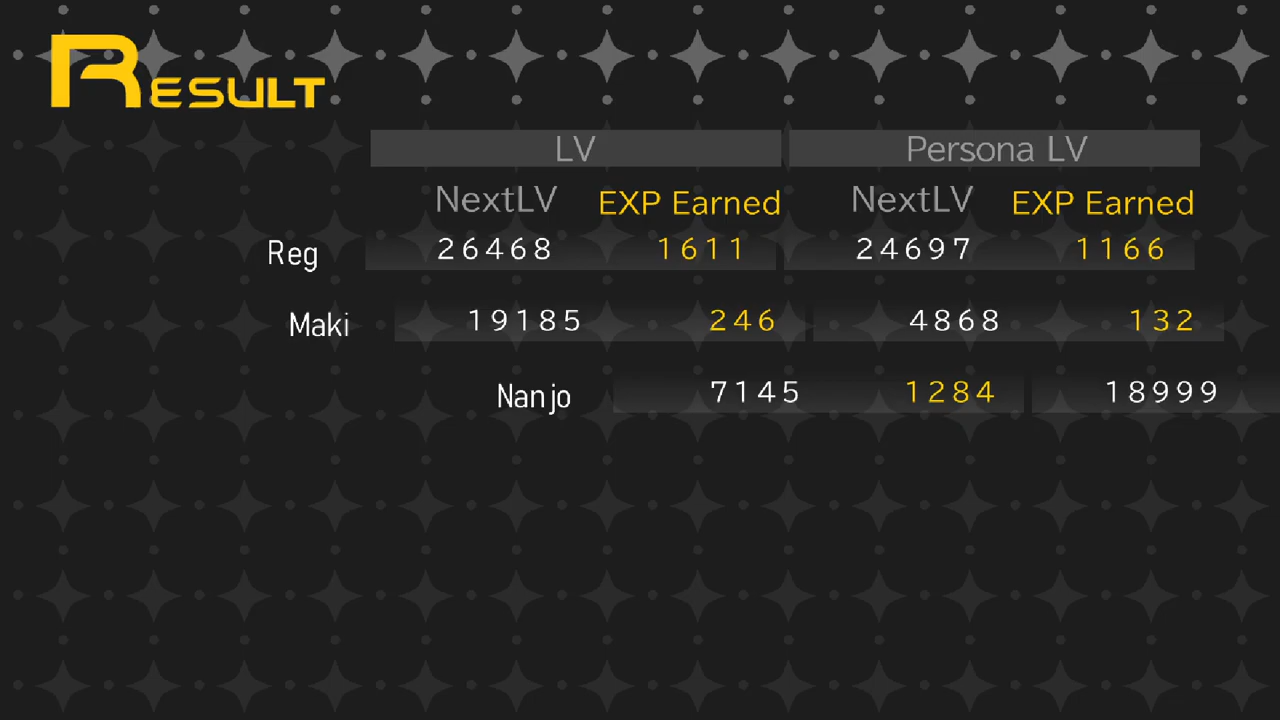 RESULT
LV Persona LV
NextLV EXP Earned NextLV EXP Earned
Reg 26468 1611 24697 1166
Maki 19185 246 4868 132
Nanjo 7145 1284 18999